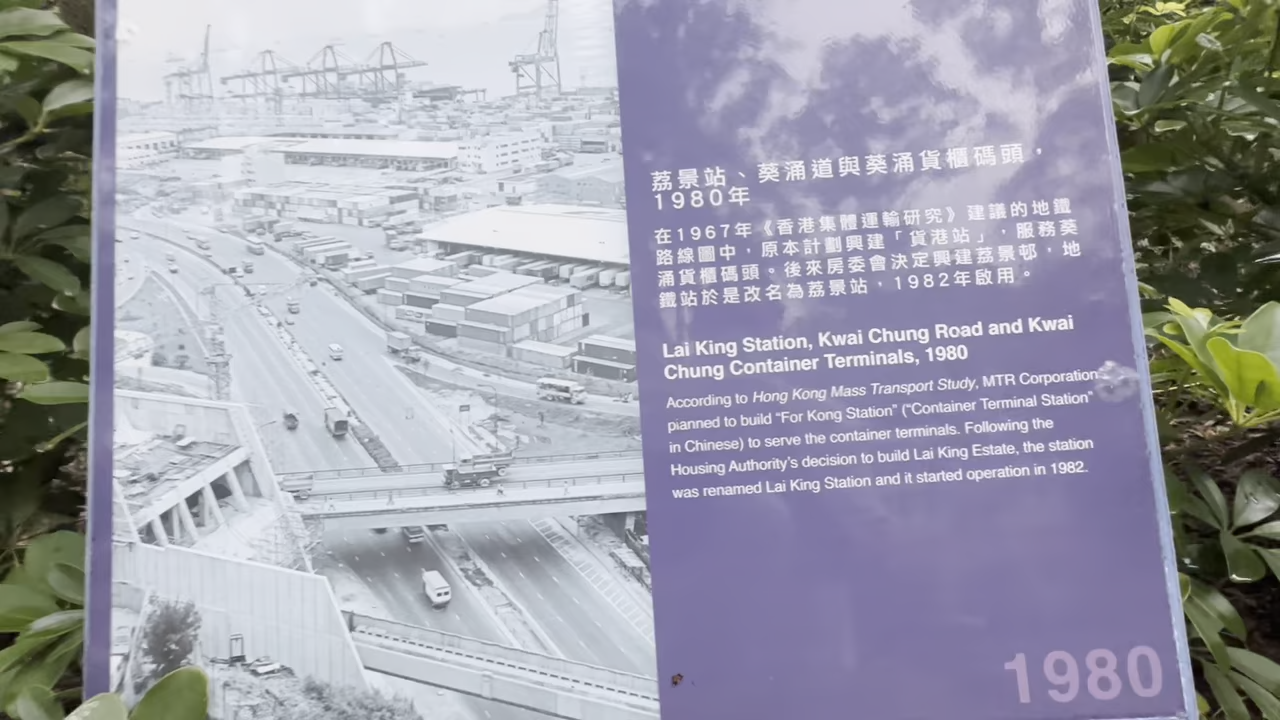 荔景站、葵涌道與葵涌貨櫃碼頭，
1980年
在1967年《香港集體運輸研究》建議的地鐵
路線圖中，原本計劃興建「貨港站」，服務葵
涌貨櫃碼頭。後來房委會決定興建荔景邨，地
鐵站於是改名為荔景站，1982年啟用。
Lai King Station, Kwai Chung Road and Kwai
Chung Container Terminals, 1980
According to Hong Kong Mass Transport Study, MTR Corporation
pianned to build “For Kong Station” (“Container Terminal Station”
in Chinese) to serve the container terminals. Following the
Housing Authority's decision to build Lai King Estate, the station
was renamed Lai King Station and it started operation in 1982.
1980